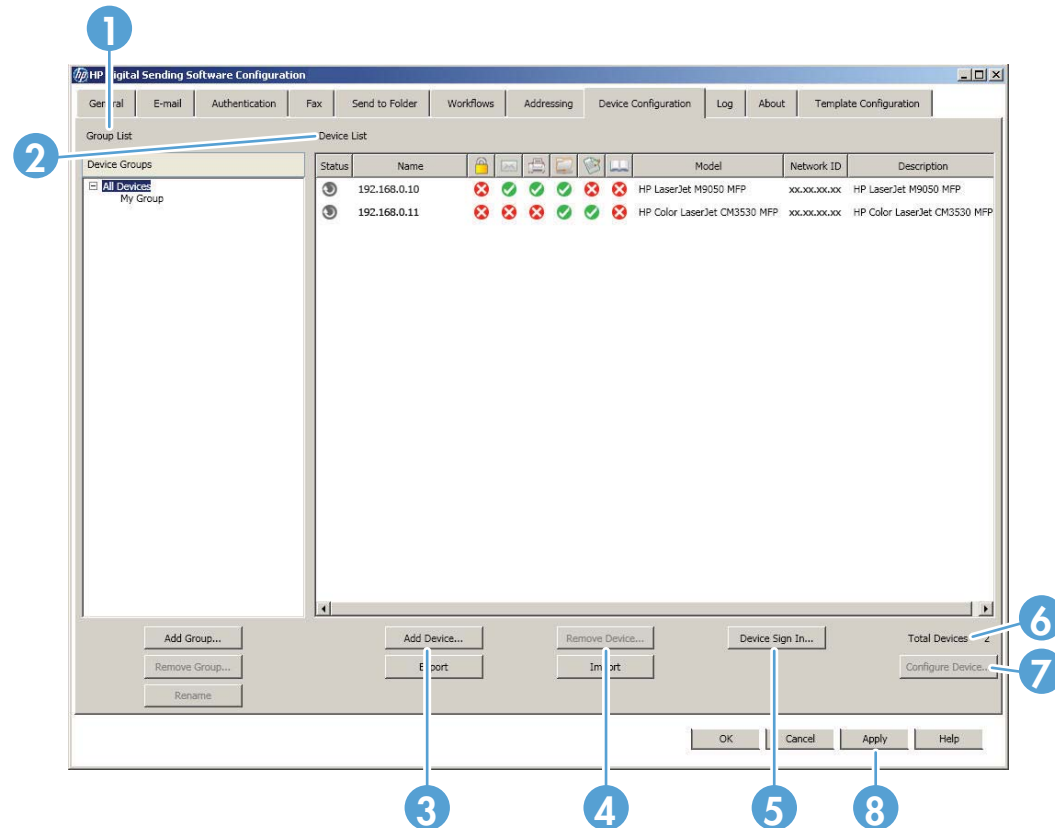 1
hp HP Digital Sending Software Configuration
General E-mail Authentication Fax Send to Folder Workflows Addressing Device Configuration Log About Template Configuration
Group List
2 Device List
Device Groups
Status Name Model Network ID Description
All Devices
My Group
192.168.0.10 HP LaserJet M9050 MFP xx.xx.xx.xx HP LaserJet M9050 MFP
192.168.0.11 HP Color LaserJet CM3530 MFP xx.xx.xx.xx HP Color LaserJet CM3530 MFP
Add Group... Add Device... Remove Device... Device Sign In... Total Devices 2 6
Remove Group... Export Import Configure Device... 7
Rename
OK Cancel Apply Help
3 4 5 8